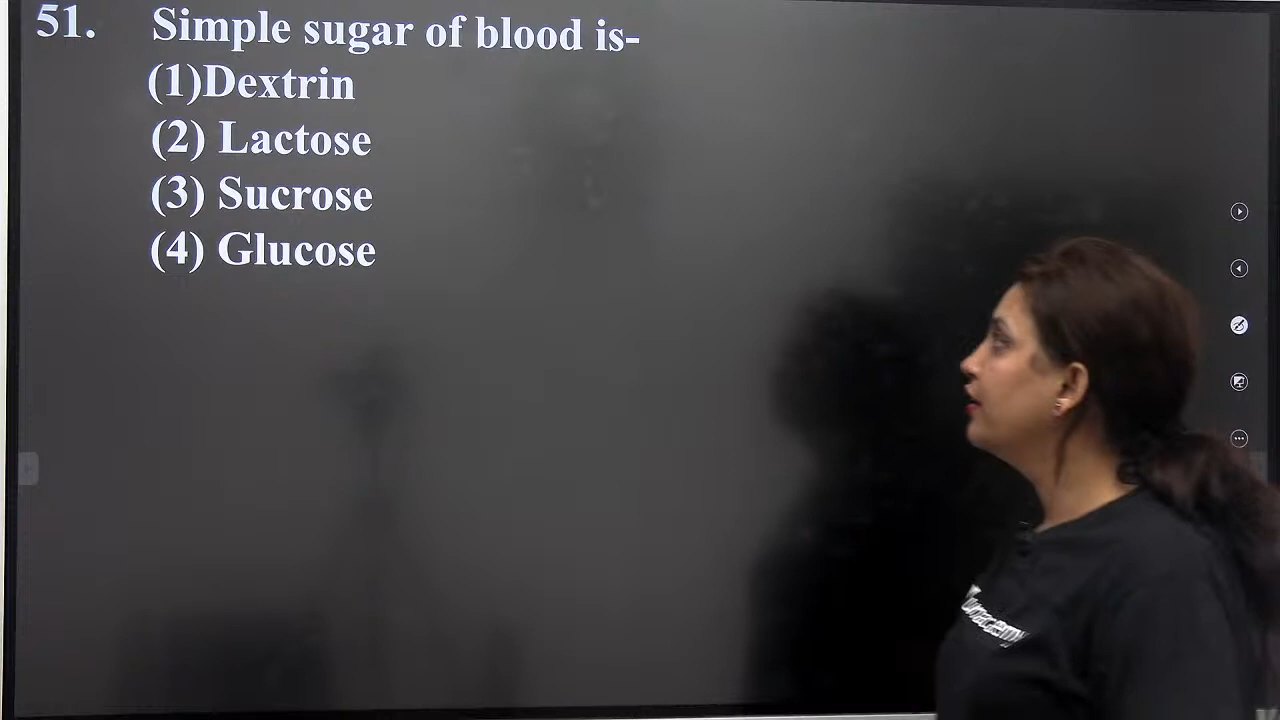 51. Simple sugar of blood is-
(1)Dextrin
(2) Lactose
(3) Sucrose
(4) Glucose